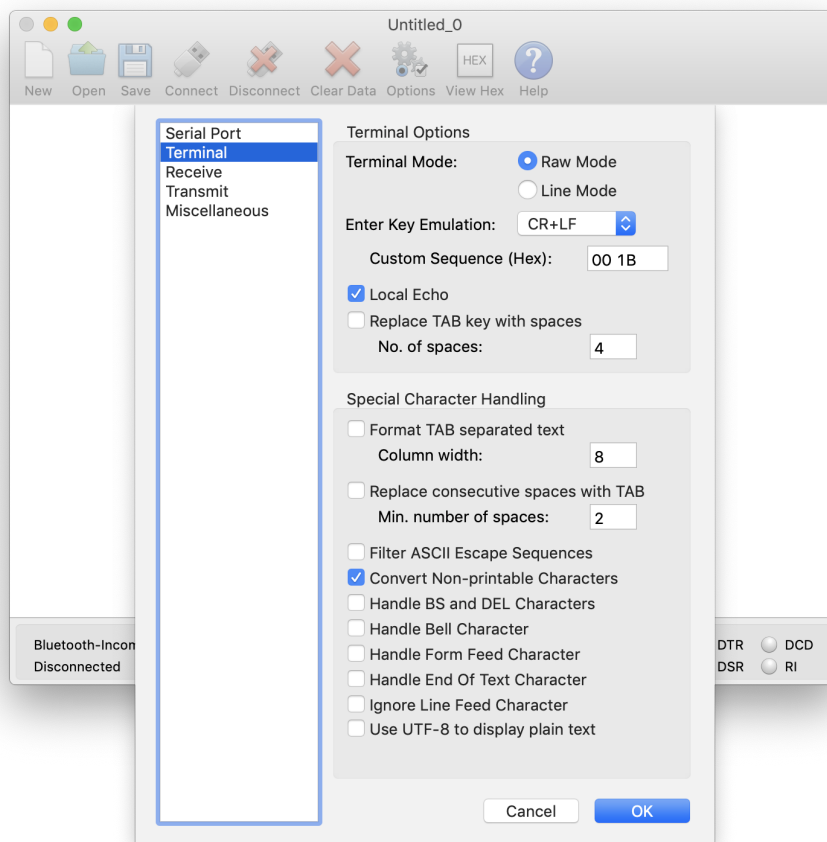 Untitled_0
HEX
New Open Save Connect Disconnect Clear Data Options View Hex Help
Serial Port
Terminal
Receive
Transmit
Miscellaneous
Terminal Options
Terminal Mode: Raw Mode
Line Mode
Enter Key Emulation: CR+LF
Custom Sequence (Hex): 00 1B
Local Echo
Replace TAB key with spaces
No. of spaces: 4
Special Character Handling
Format TAB separated text
Column width: 8
Replace consecutive spaces with TAB
Min. number of spaces: 2
Filter ASCII Escape Sequences
Convert Non-printable Characters
Handle BS and DEL Characters
Handle Bell Character
Handle Form Feed Character
Handle End Of Text Character
Ignore Line Feed Character
Use UTF-8 to display plain text
Cancel OK
Bluetooth-Incom
Disconnected
DTR DCD
DSR RI